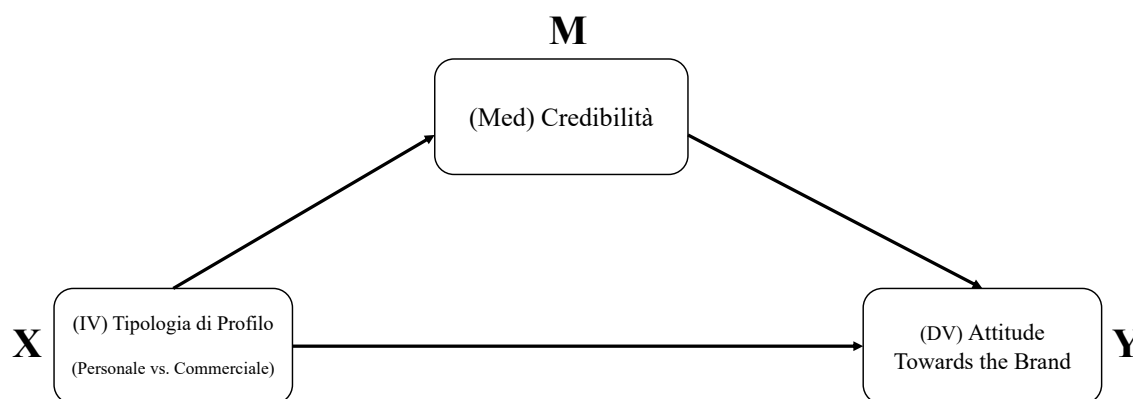 M
(Med) Credibilità
X
(IV) Tipologia di Profilo
(Personale vs. Commerciale)
(DV) Attitude
Towards the Brand
Y